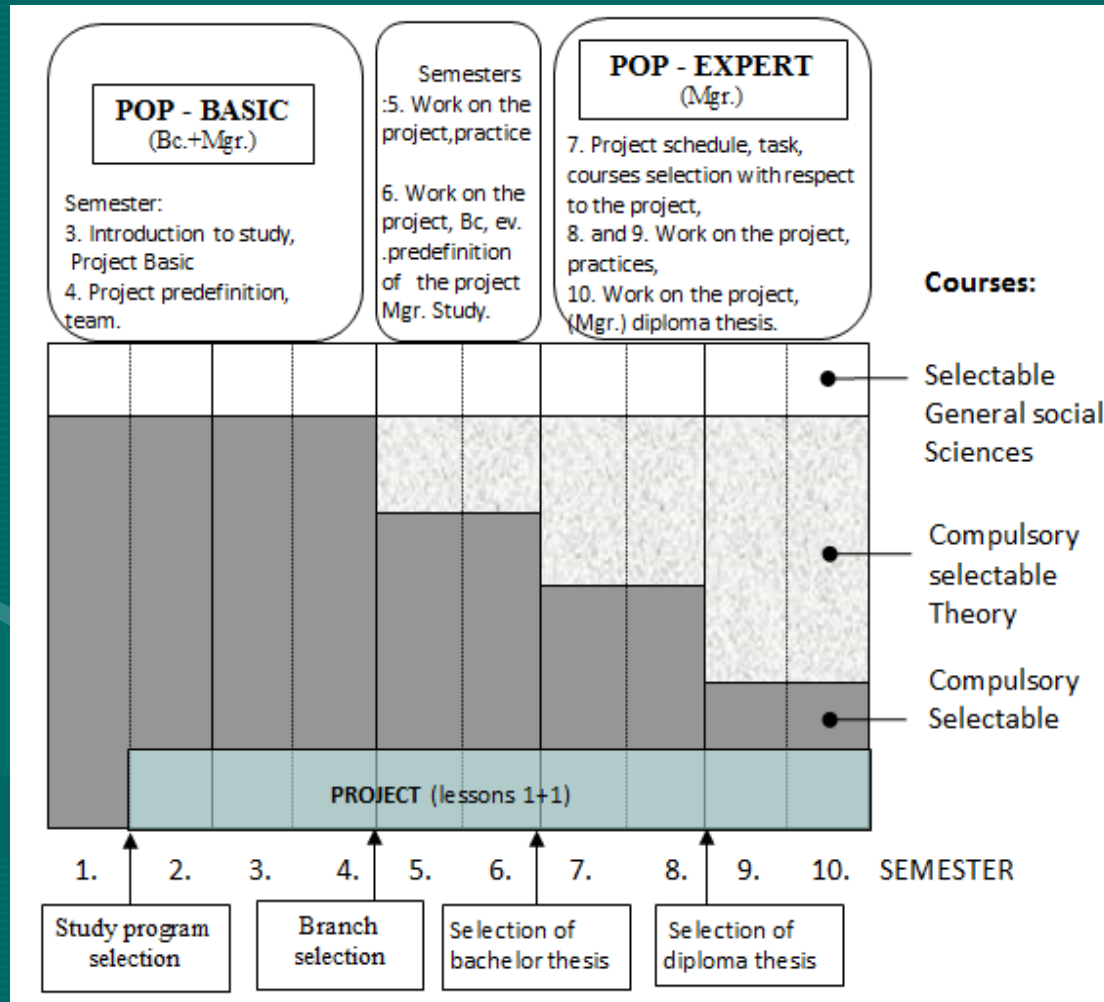 POP - BASIC
(Bc.+Mgr.)
Semester:
3. Introduction to study,
Project Basic
4. Project predefinition,
team.
Semesters
:5. Work on the
project,practice
6. Work on the
project, Bc, ev.
.predefinition
of the project
Mgr. Study.
POP - EXPERT
(Mgr.)
7. Project schedule, task,
courses selection with respect
to the project,
8. and 9. Work on the project,
practices,
10. Work on the project,
(Mgr.) diploma thesis.
Courses:
Selectable
General social
Sciences
Compulsory
selectable
Theory
Compulsory
Selectable
PROJECT (lessons 1+1)
1. 2. 3. 4. 5. 6. 7. 8. 9. 10. SEMESTER
Study program
selection
Branch
selection
Selection of
bachelor thesis
Selection of
diploma thesis